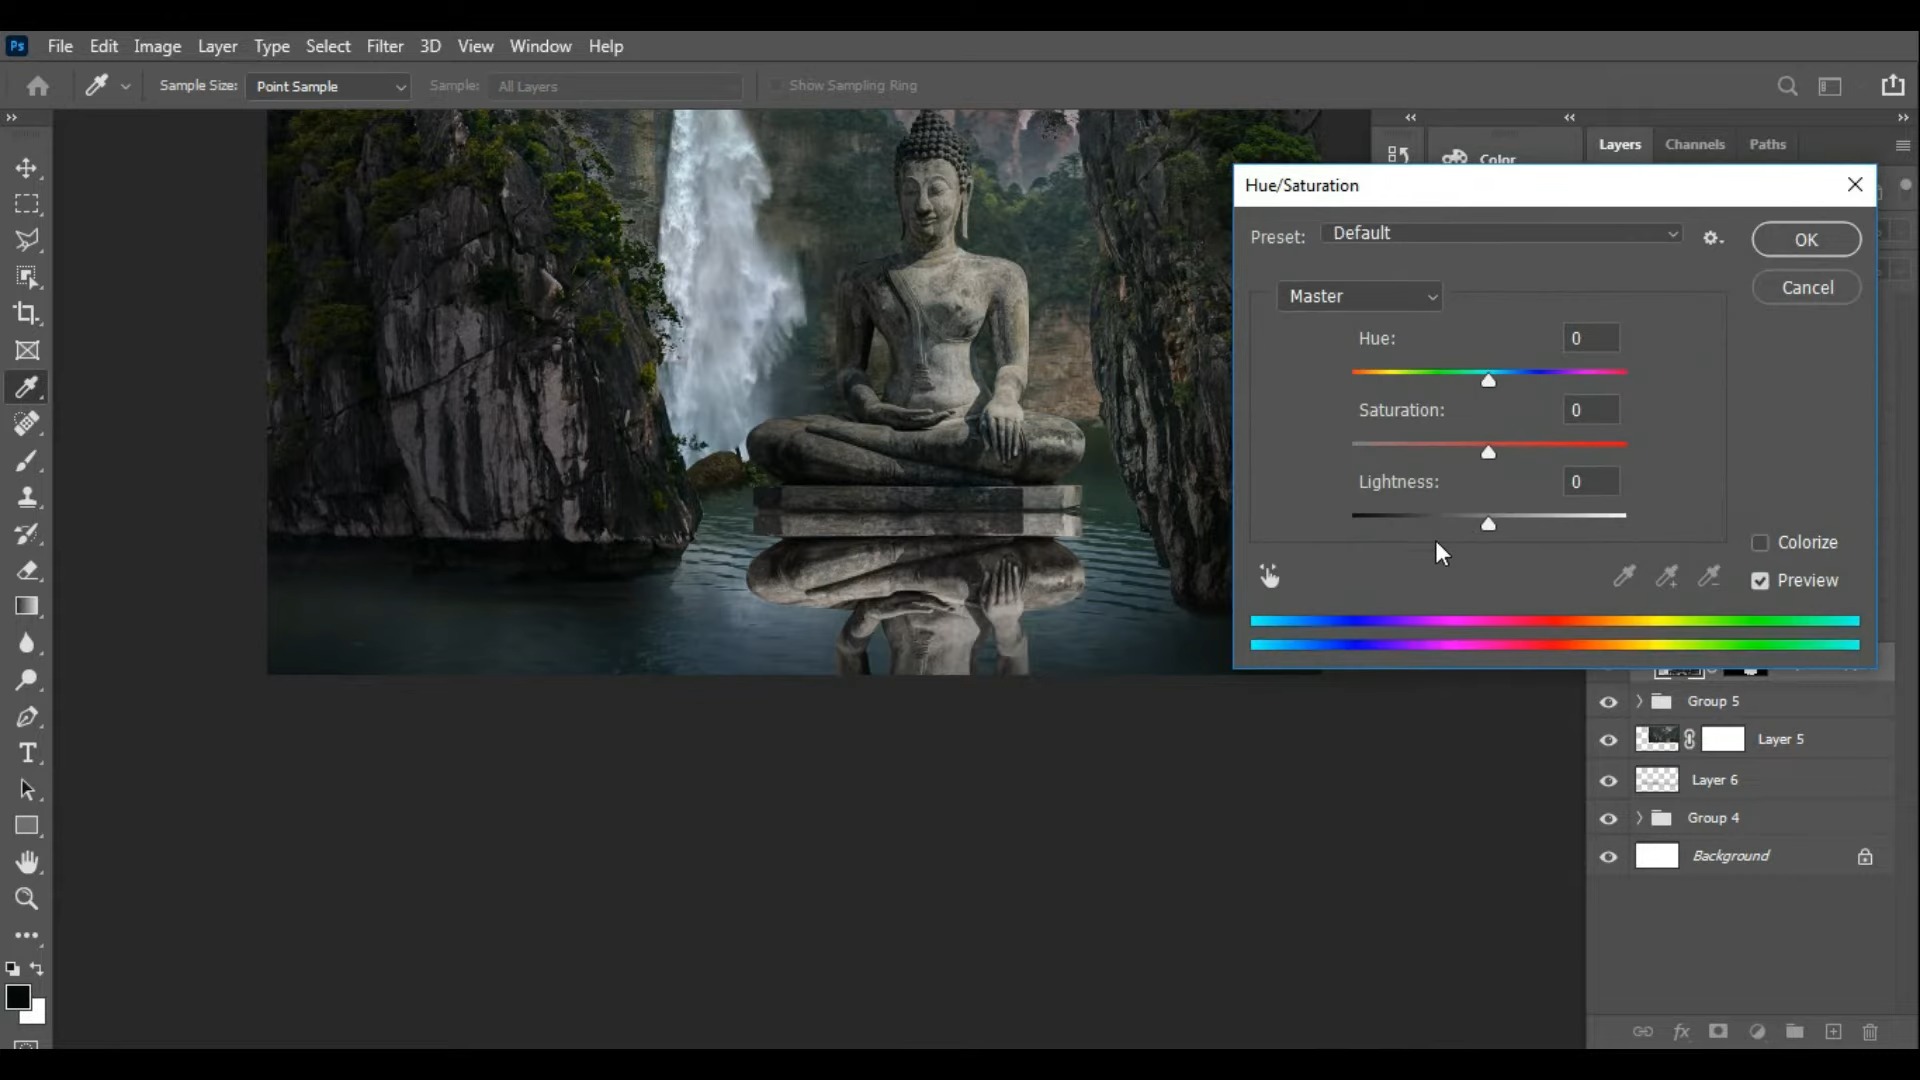 Ps File Edit Image Layer Type Select Filter 3D View Window Help
Sample Size: Point Sample Sample: All Layers Show Sampling Ring
Color Layers Channels Paths
Hue/Saturation
Preset: Default OK
Cancel
Master
Hue: 0
Saturation: 0
Lightness: 0
Colorize
Preview
Group 5
Layer 5
Layer 6
Group 4
Background
fx